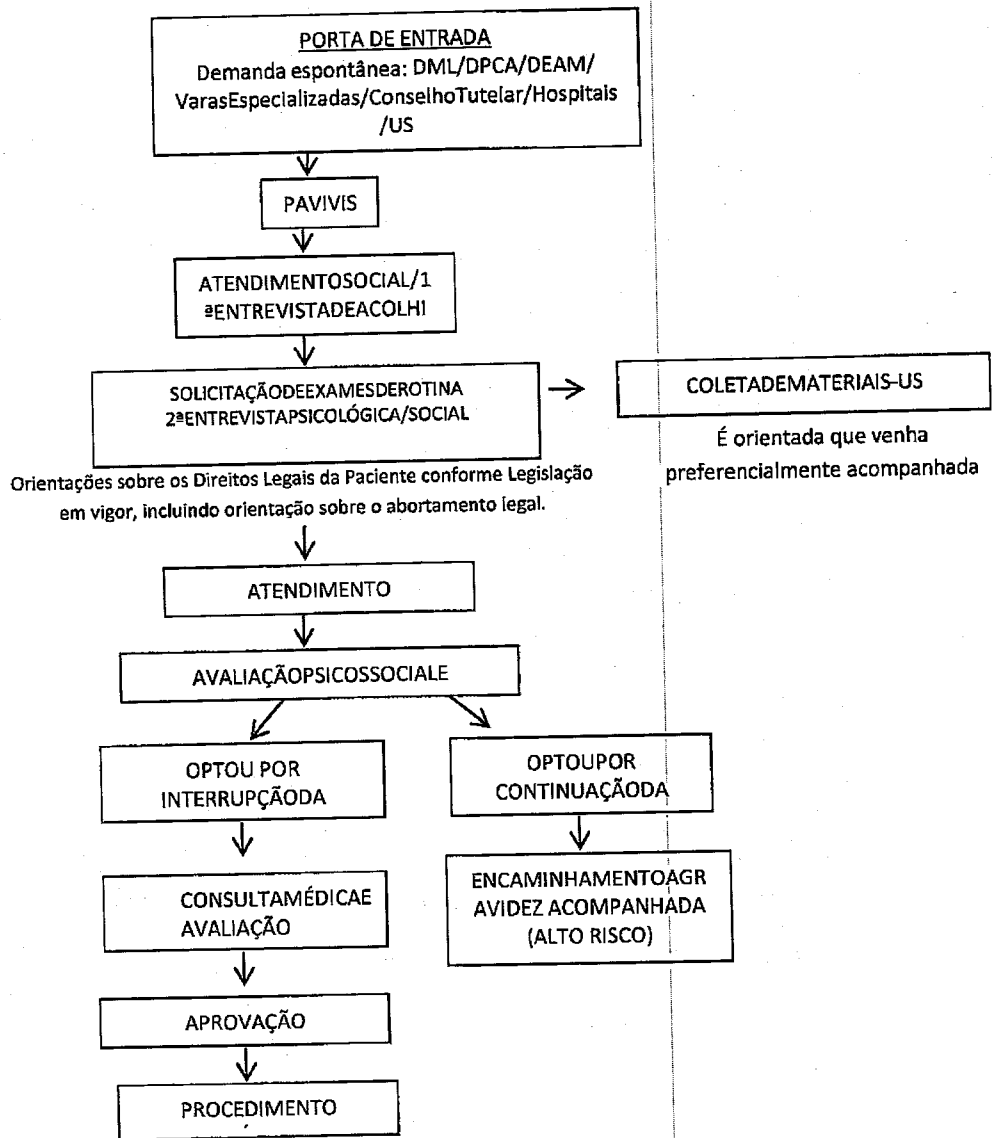 PORTA DE ENTRADA
Demanda espontânea: DML/DPCA/DEAM/
VarasEspecializadas/ConselhoTutelar/Hospitais
/US
PAVIVIS
ATENDIMENTOSOCIAL/1
ªENTREVISTADEACOLHI
SOLICITAÇÃODEEXAMESDEROTINA
2ªENTREVISTAPSICOLÓGICA/SOCIAL
COLETADEMATERIAIS-US
É orientada que venha
preferencialmente acompanhada
Orientações sobre os Direitos Legais da Paciente conforme Legislação
em vigor, incluindo orientação sobre o abortamento legal.
ATENDIMENTO
AVALIAÇÃOPSICOSSOCIALE
OPTOU POR
INTERRUPÇÃODA
OPTOUPOR
CONTINUAÇÃODA
CONSULTAMÉDICAE
AVALIAÇÃO
ENCAMINHAMENTOAGR
AVIDEZ ACOMPANHADA
(ALTO RISCO)
APROVAÇÃO
PROCEDIMENTO